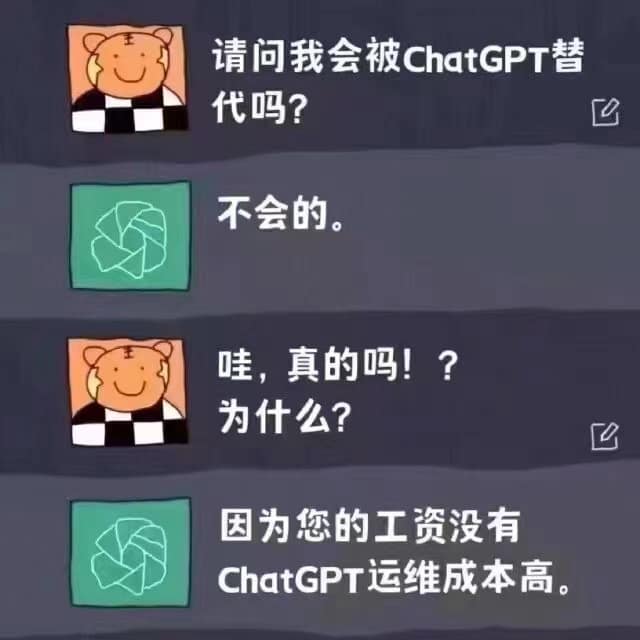 请问我会被ChatGPT替
代吗？
不会的。
哇，真的吗！？
为什么？
因为您的工资没有
ChatGPT运维成本高。